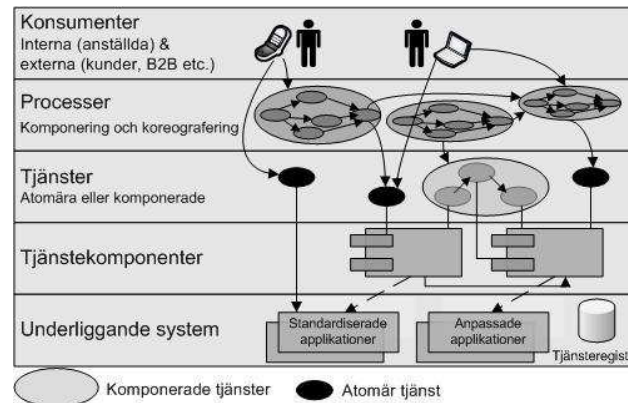 Konsumenter
Interna (anställda) &
externa (kunder, B2B etc.)
Processer
Komponering och koreografering
Tjänster
Atomära eller komponerade
Tjänstekomponenter
Underliggande system
Standardiserade
applikationer
Anpassade
applikationer
Tjänsteregist
Komponerade tjänster
Atomär tjänst